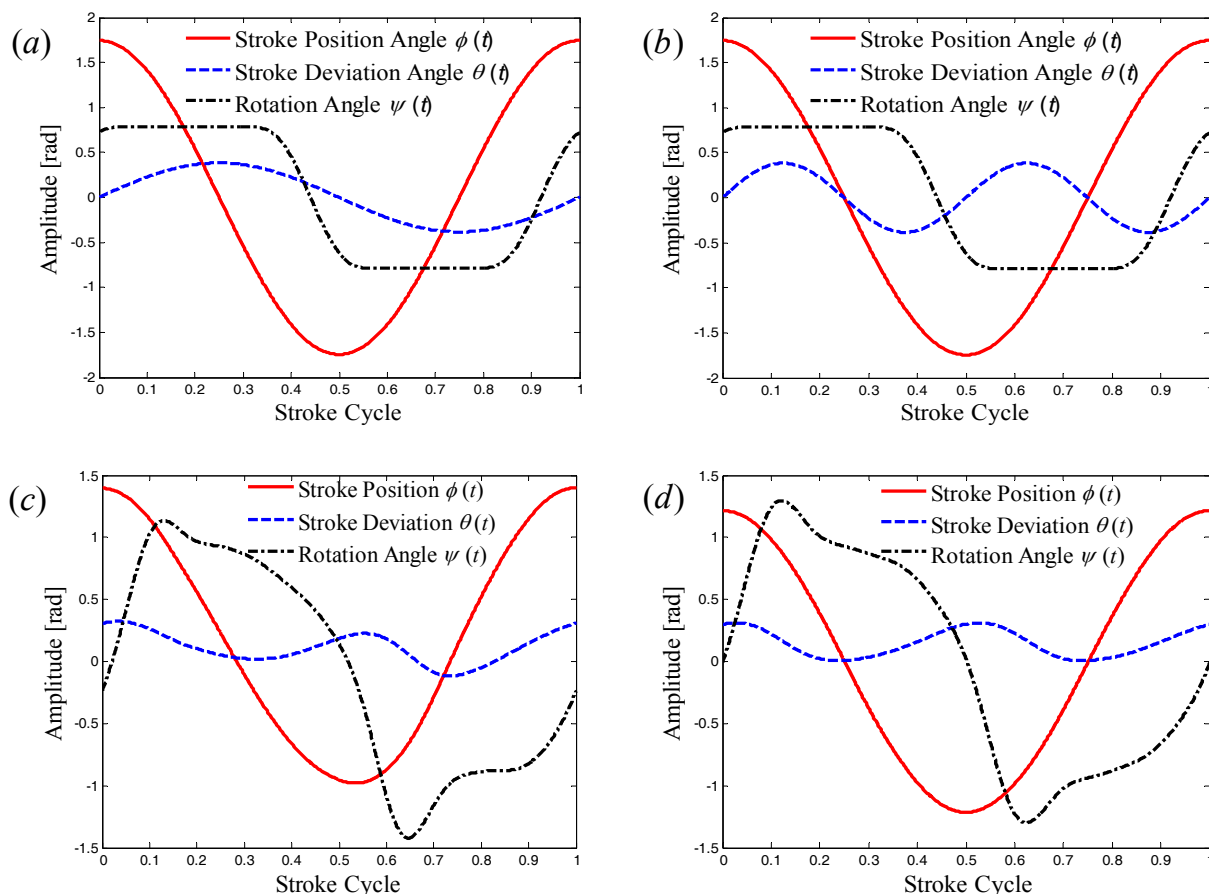 (a)
Stroke Position Angle ϕ (t)
Stroke Deviation Angle θ (t)
Rotation Angle ψ (t)
Amplitude [rad]
2
1.5
1
0.5
0
-0.5
-1
-1.5
-2
0 0.1 0.2 0.3 0.4 0.5 0.6 0.7 0.8 0.9 1
Stroke Cycle
(b)
Stroke Position Angle ϕ (t)
Stroke Deviation Angle θ (t)
Rotation Angle ψ (t)
Amplitude [rad]
2
1.5
1
0.5
0
-0.5
-1
-1.5
-2
0 0.1 0.2 0.3 0.4 0.5 0.6 0.7 0.8 0.9
Stroke Cycle
(c)
Stroke Position ϕ (t)
Stroke Deviation θ (t)
Rotation Angle ψ (t)
Amplitude [rad]
1.5
1
0.5
0
-0.5
-1
-1.5
0 0.1 0.2 0.3 0.4 0.5 0.6 0.7 0.8 0.9 1
Stroke Cycle
(d)
Stroke Position ϕ (t)
Stroke Deviation θ (t)
Rotation Angle ψ (t)
Amplitude [rad]
1.5
1
0.5
0
-0.5
-1
-1.5
0 0.1 0.2 0.3 0.4 0.5 0.6 0.7 0.8 0.9
Stroke Cycle